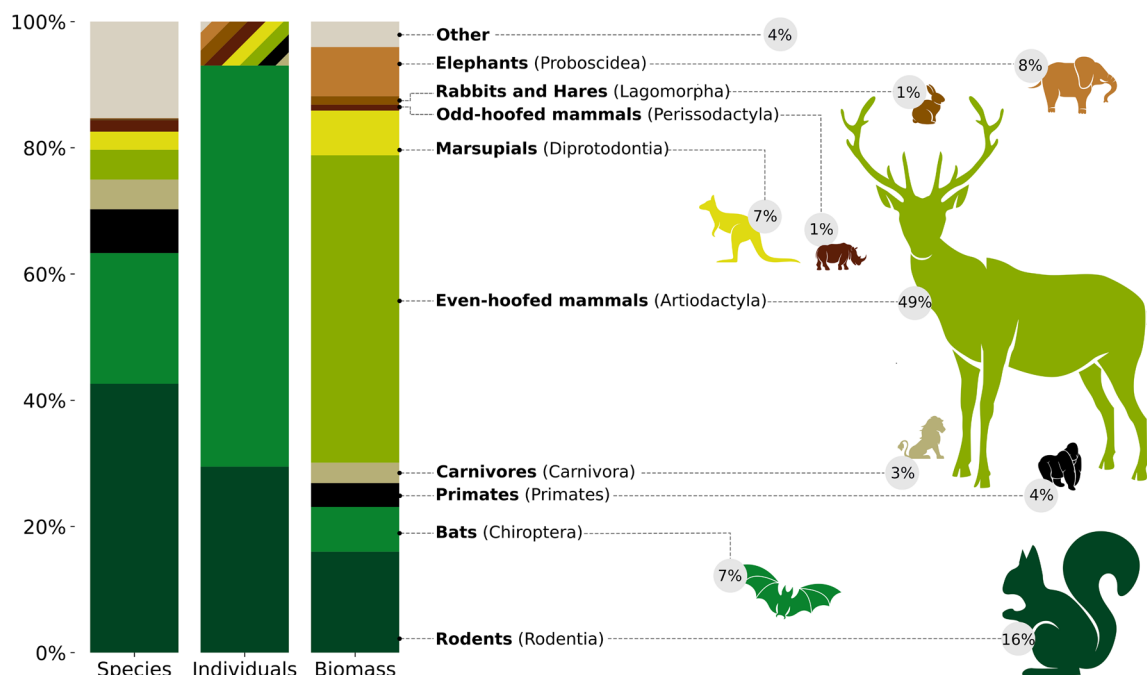 100%
Other 4%
Elephants (Proboscidea) 8%
Rabbits and Hares (Lagomorpha) 1%
Odd-hoofed mammals (Perissodactyla)
80%
Marsupials (Diprotodontia)
7%
1%
60%
Even-hoofed mammals (Artiodactyla) 49%
40%
Carnivores (Carnivora) 3%
Primates (Primates) 4%
20%
Bats (Chiroptera)
7%
Rodents (Rodentia) 16%
0%
Species Individuals Biomass